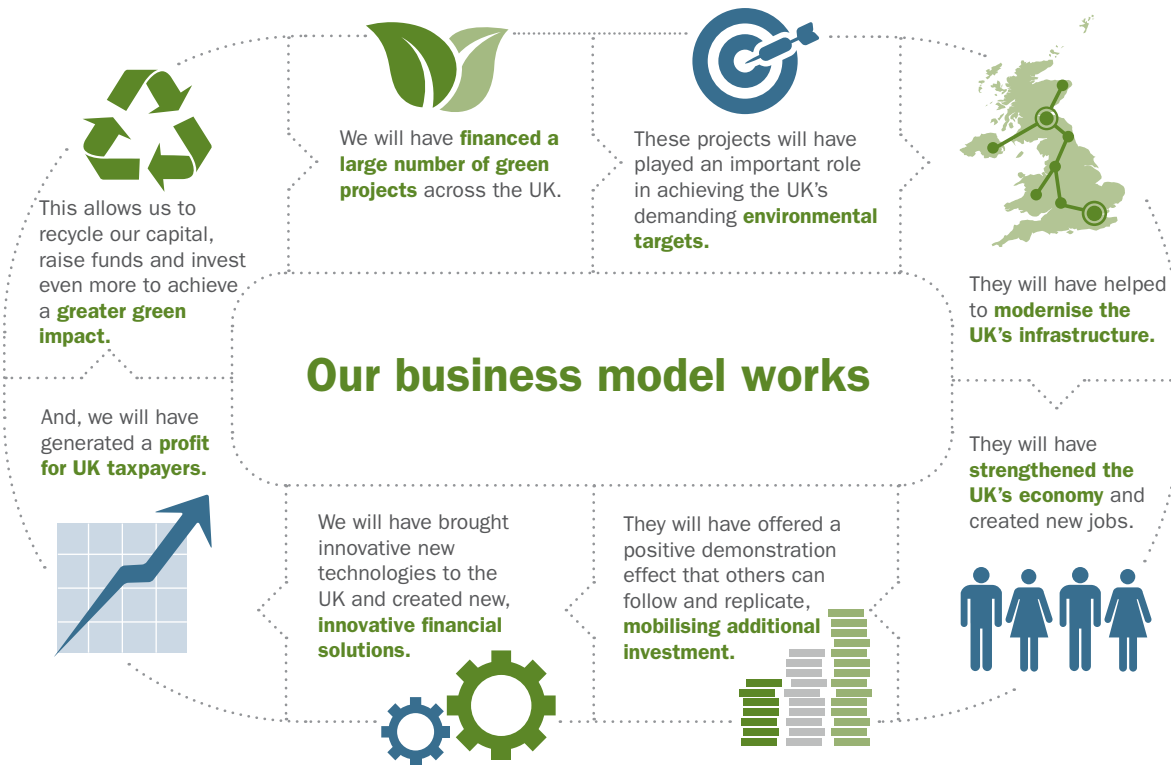 We will have financed a
large number of green
projects across the UK.
These projects will have
played an important role
in achieving the UK’s
demanding environmental
targets.
They will have helped
to modernise the
UK’s infrastructure.
They will have
strengthened the
UK’s economy and
created new jobs.
They will have offered a
positive demonstration
effect that others can
follow and replicate,
mobilising additional
investment.
We will have brought
innovative new
technologies to the
UK and created new,
innovative financial
solutions.
And, we will have
generated a profit
for UK taxpayers.
This allows us to
recycle our capital,
raise funds and invest
even more to achieve
a greater green
impact.
Our business model works